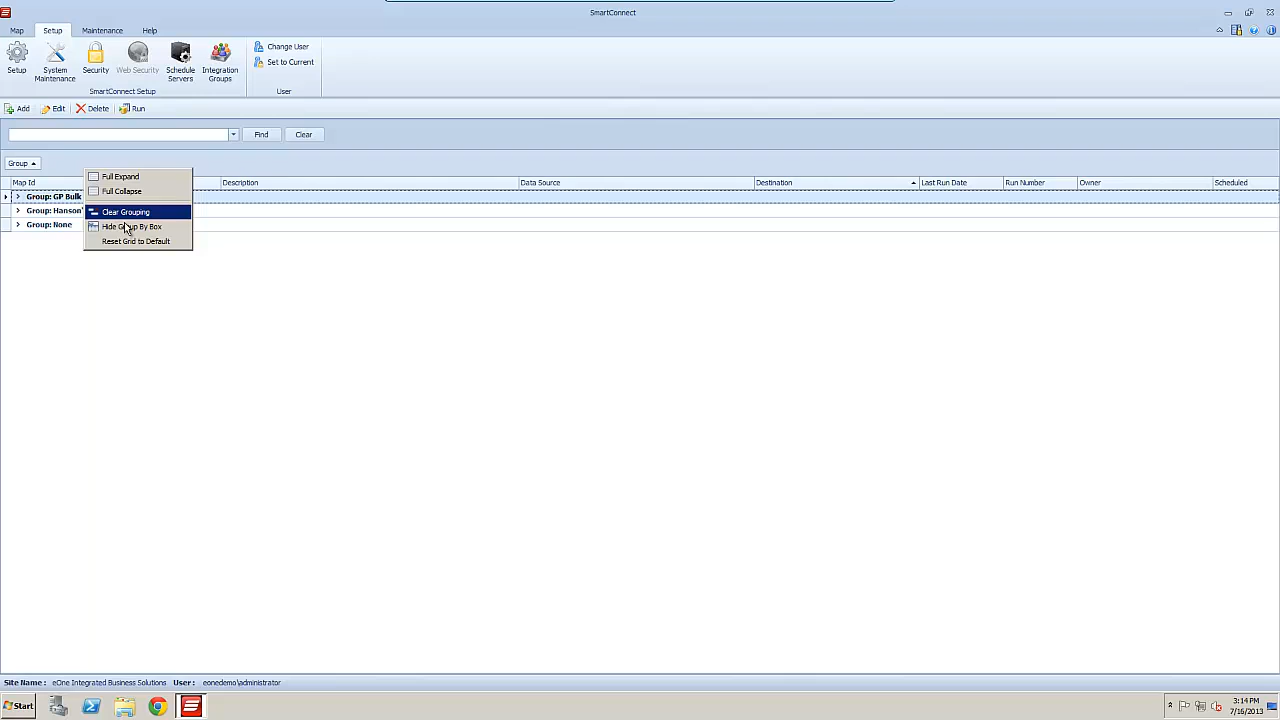 SmartConnect
Map Setup Maintenance Help
Setup System Maintenance Security Web Security Schedule Servers Integration Groups Change User Set to Current
SmartConnect Setup User
Add Edit Delete Run
Find Clear
Group
Map Id Description Data Source Destination Last Run Date Run Number Owner Scheduled
Group: GP Bulk
Group: Hanson'
Group: None
Full Expand
Full Collapse
Clear Grouping
Hide Group By Box
Reset Grid to Default
Site Name : eOne Integrated Business Solutions User : eonedemo\administrator
Start 3:14 PM
7/16/2013